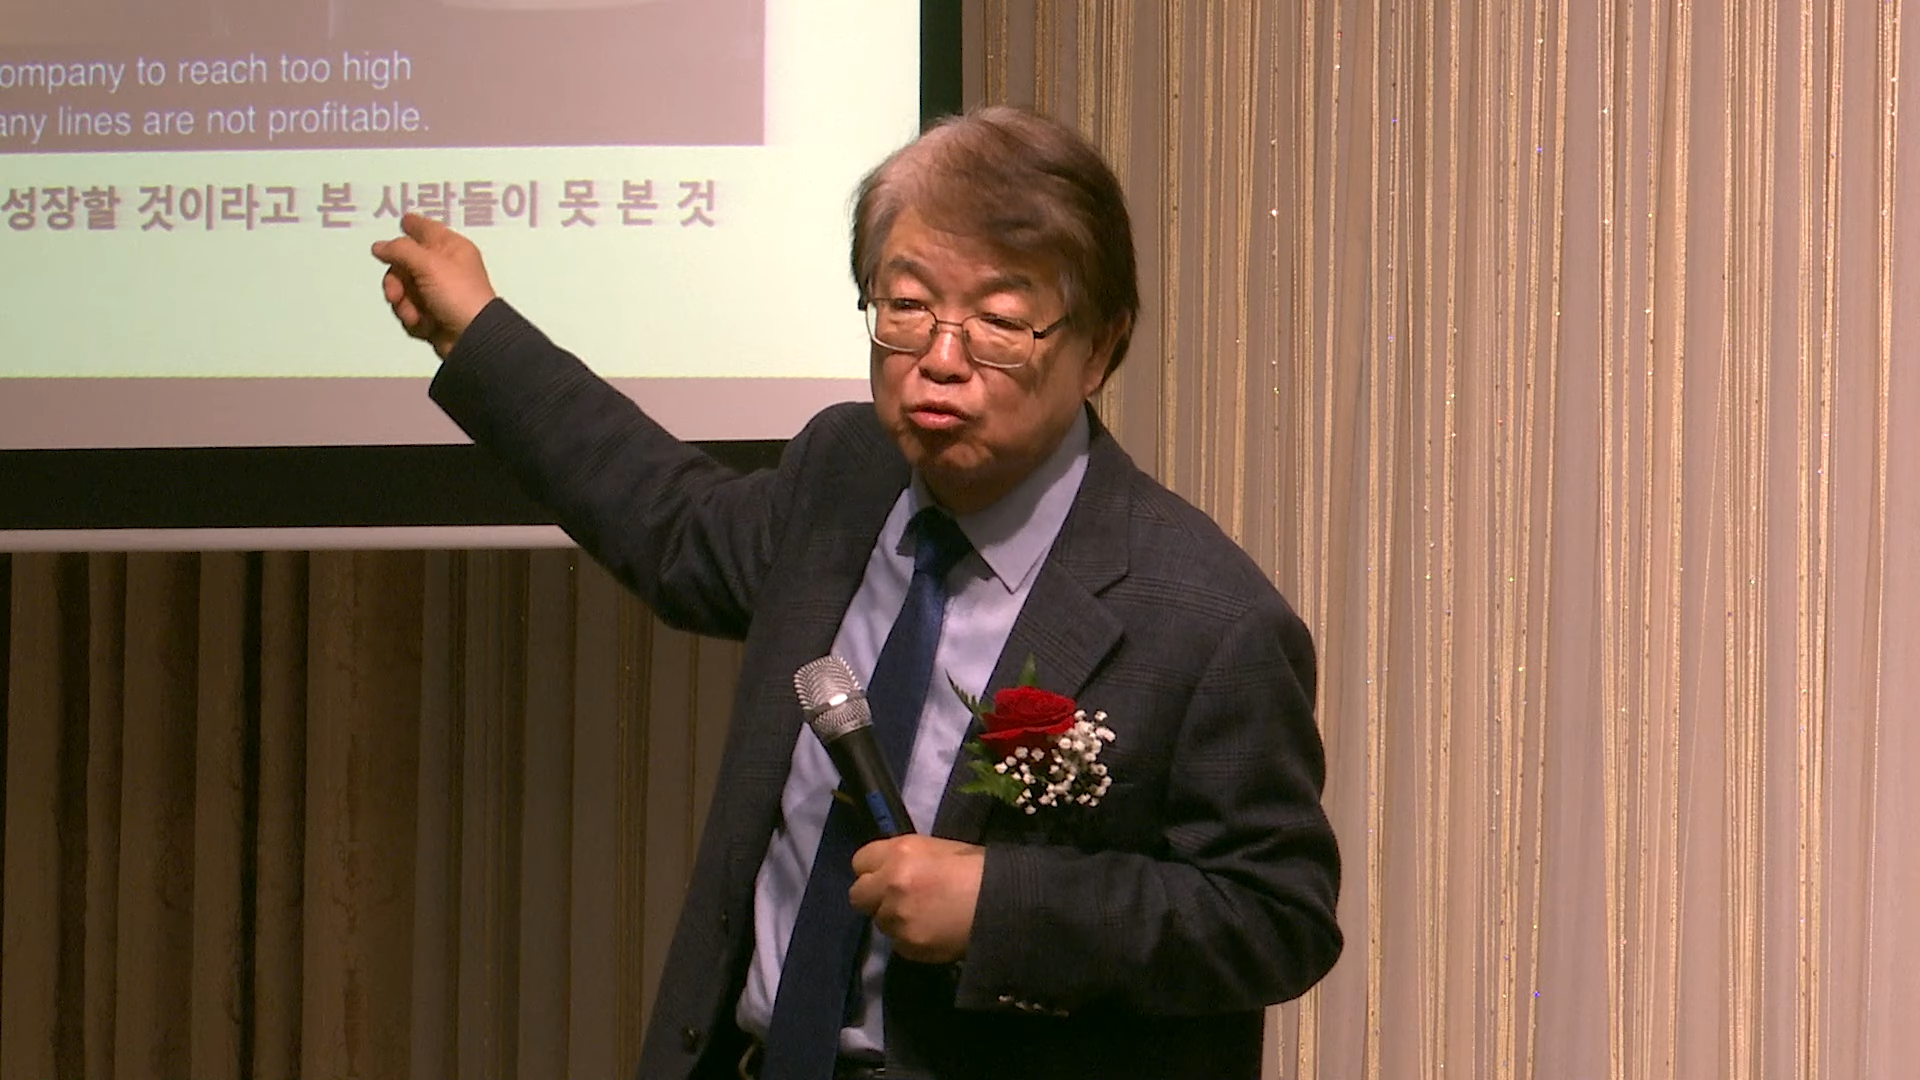 ompany to reach too high
any lines are not profitable.
성장할 것이라고 본 사람들이 못 본 것